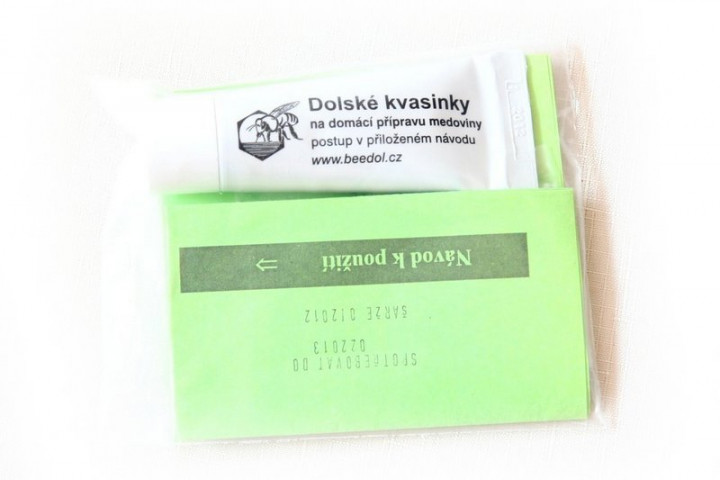 Dolské kvasinky
na domácí přípravu medoviny
postup v přiloženém návodu
www.beedol.cz
SPOTŘEBOVAT DO
022013
ŠARŽE 012012
Návod k použití